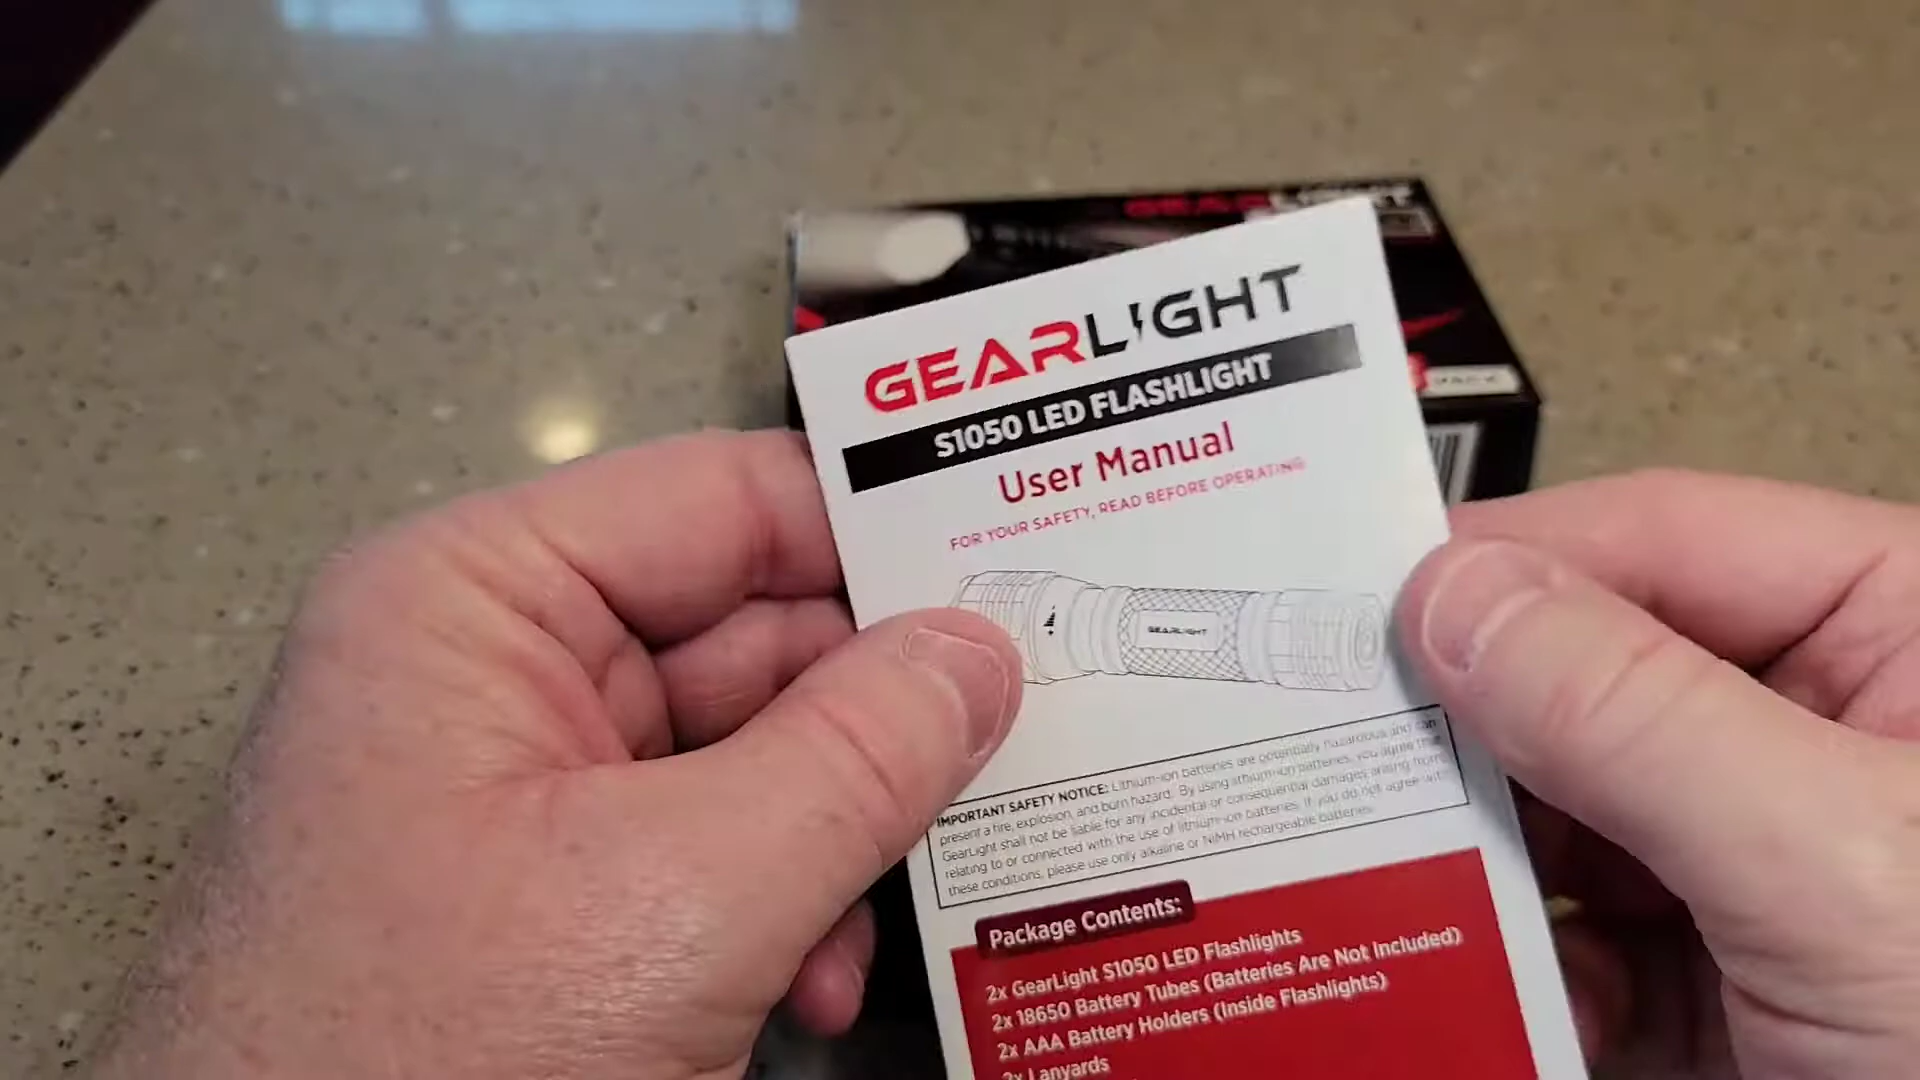 GEARLIGHT
PACK
GEARLIGHT
S1050 LED FLASHLIGHT
User Manual
FOR YOUR SAFETY, READ BEFORE OPERATING
GEARLIGHT
IMPORTANT SAFETY NOTICE: Lithium-ion batteries are potentially hazardous and can
present a fire, explosion, and burn hazard. By using lithium-ion batteries, you agree that
GearLight shall not be liable for any incidental or consequential damages arising from
relating to or connected with the use of lithium-ion batteries. If you do not agree with
these conditions, please use only alkaline or NiMH rechargeable batteries.
Package Contents:
2x GearLight S1050 LED Flashlights
2x 18650 Battery Tubes (Batteries Are Not Included)
2x AAA Battery Holders (Inside Flashlights)
2x Lanyards